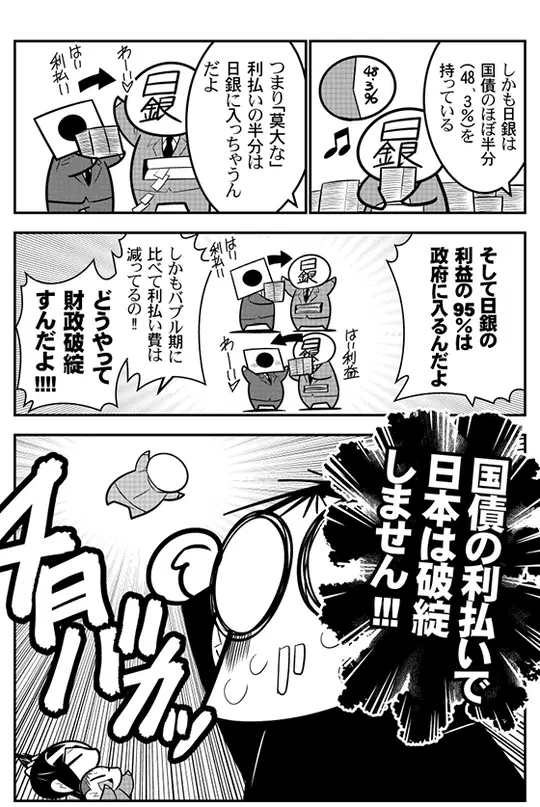 しかも日銀は
国債のほぼ半分
(48.3%)を
持っている
48.
3%
日銀
つまり「莫大な」
利払いの半分は
日銀に入っちゃうん
だよ
日銀
わーい♡
はい
利払い
そして日銀の
利益の95%は
政府に入るんだよ
日銀
はい
利払い
わーい
はい利益
わーい♡
しかもバブル期に
比べて利払い費は
減ってるの!!
どうやって
財政破綻
すんだよ!!!!
国債の利払いで
日本は破綻
しません!!!